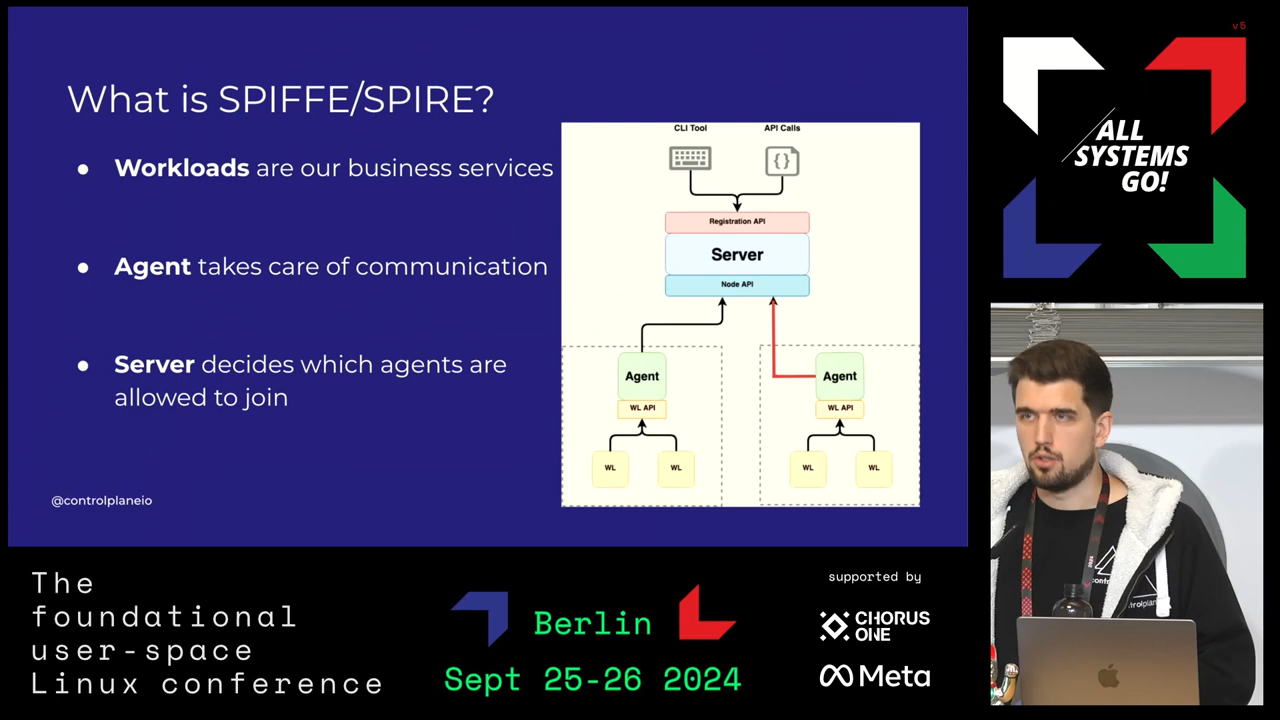 What is SPIFFE/SPIRE?
● Workloads are our business services
● Agent takes care of communication
● Server decides which agents are
allowed to join
@controlplaneio
CLI Tool
API Calls
{}
Registration API
Server
Node API
Agent
WL API
WL
WL
Agent
WL API
WL
WL
v5
ALL
SYSTEMS
GO!
The
foundational
user-space
Linux conference
Berlin
Sept 25-26 2024
supported by
CHORUS
ONE
Meta